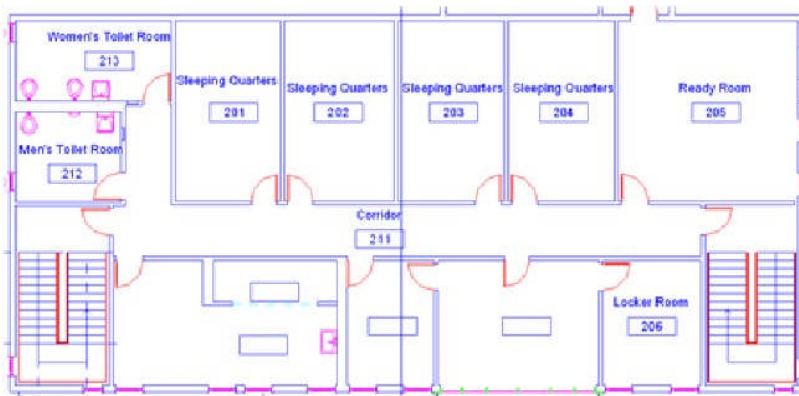 Women's Toilet Room
213
Sleeping Quarters
201
Sleeping Quarters
202
Sleeping Quarters
203
Sleeping Quarters
204
Ready Room
205
Men's Toilet Room
212
Corridor
211
Locker Room
206